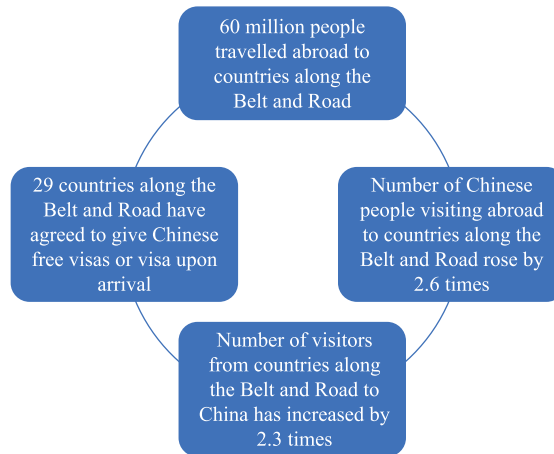 60 million people
travelled abroad to
countries along the
Belt and Road
29 countries along the
Belt and Road have
agreed to give Chinese
free visas or visa upon
arrival
Number of Chinese
people visiting abroad
to countries along the
Belt and Road rose by
2.6 times
Number of visitors
from countries along
the Belt and Road to
China has increased by
2.3 times